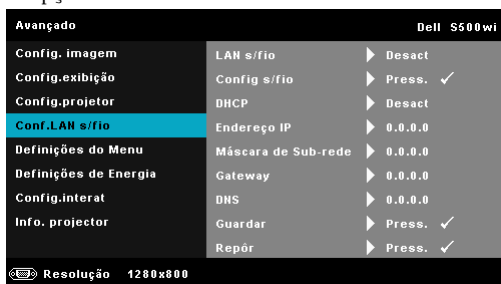 Avançado Dell S500wi
Config. imagem
Config.exibição
Config.projetor
Conf.LAN s/fio
Definições do Menu
Definições de Energia
Config.interat
Info. projector
LAN s/fio Desact
Config s/fio Press. ✓
DHCP Desact
Endereço IP 0.0.0.0
Máscara de Sub-rede 0.0.0.0
Gateway 0.0.0.0
DNS 0.0.0.0
Guardar Press. ✓
Repôr Press. ✓
Resolução 1280x800